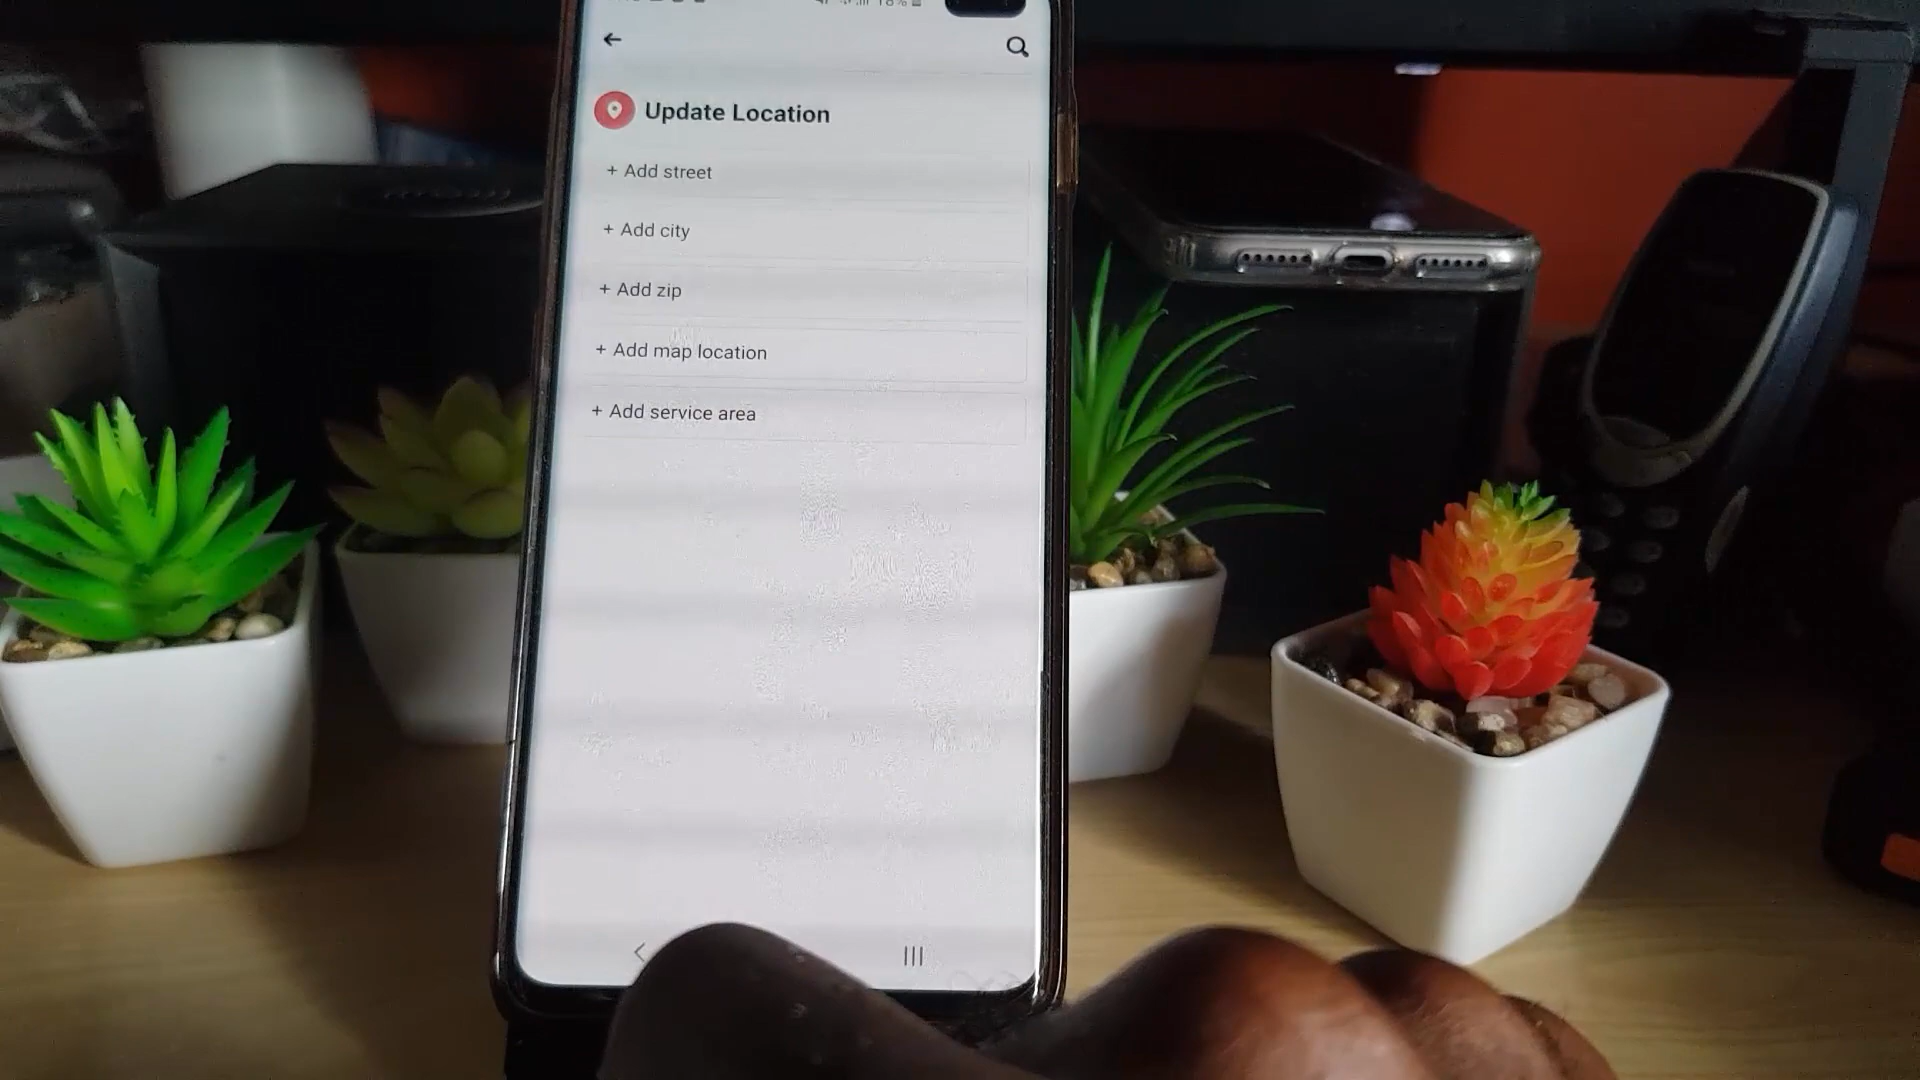 Update Location
+ Add street
+ Add city
+ Add zip
+ Add map location
+ Add service area